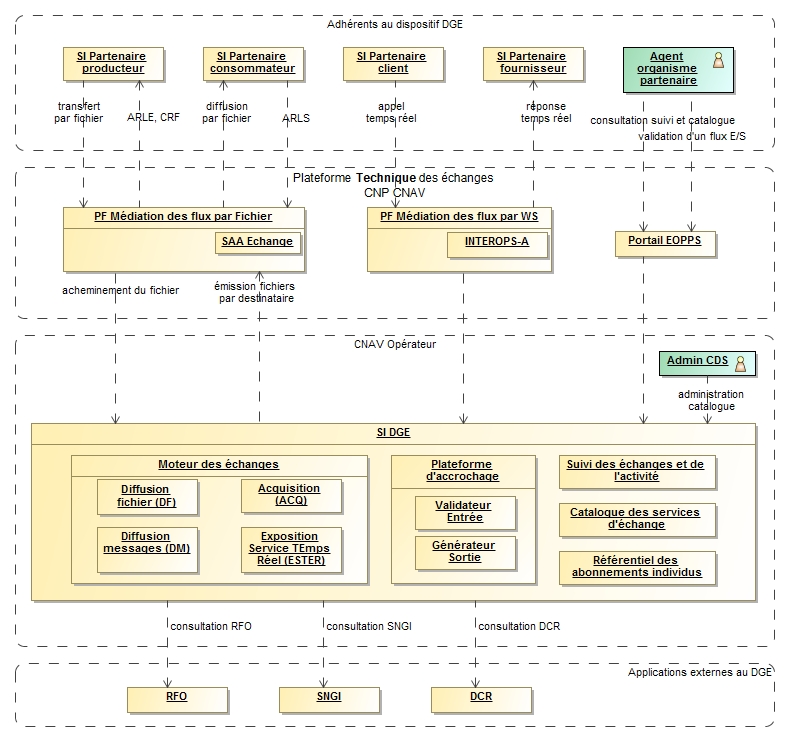 Adhérents au dispositif DGE
SI Partenaire
producteur
SI Partenaire
consommateur
SI Partenaire
client
SI Partenaire
fournisseur
Agent
organisme
partenaire
transfert
par fichier
ARLE, CRF
diffusion
par fichier
ARLS
appel
temps réel
réponse
temps réel
consultation suivi et catalogue
validation d'un flux E/S
Plateforme Technique des échanges
CNP CNAV
PF Médiation des flux par Fichier
SAA Echange
PF Médiation des flux par WS
INTEROPS-A
Portail EOPPS
acheminement du fichier
émission fichiers
par destinataire
CNAV Opérateur
Admin CDS
administration
catalogue
SI DGE
Moteur des échanges
Diffusion
fichier (DF)
Acquisition
(ACQ)
Diffusion
messages (DM)
Exposition
Service TEmps
Réel (ESTER)
Plateforme
d'accrochage
Validateur
Entrée
Générateur
Sortie
Suivi des échanges et de
l'activité
Catalogue des services
d'échange
Référentiel des
abonnements individus
consultation RFO
consultation SNGI
consultation DCR
Applications externes au DGE
RFO
SNGI
DCR